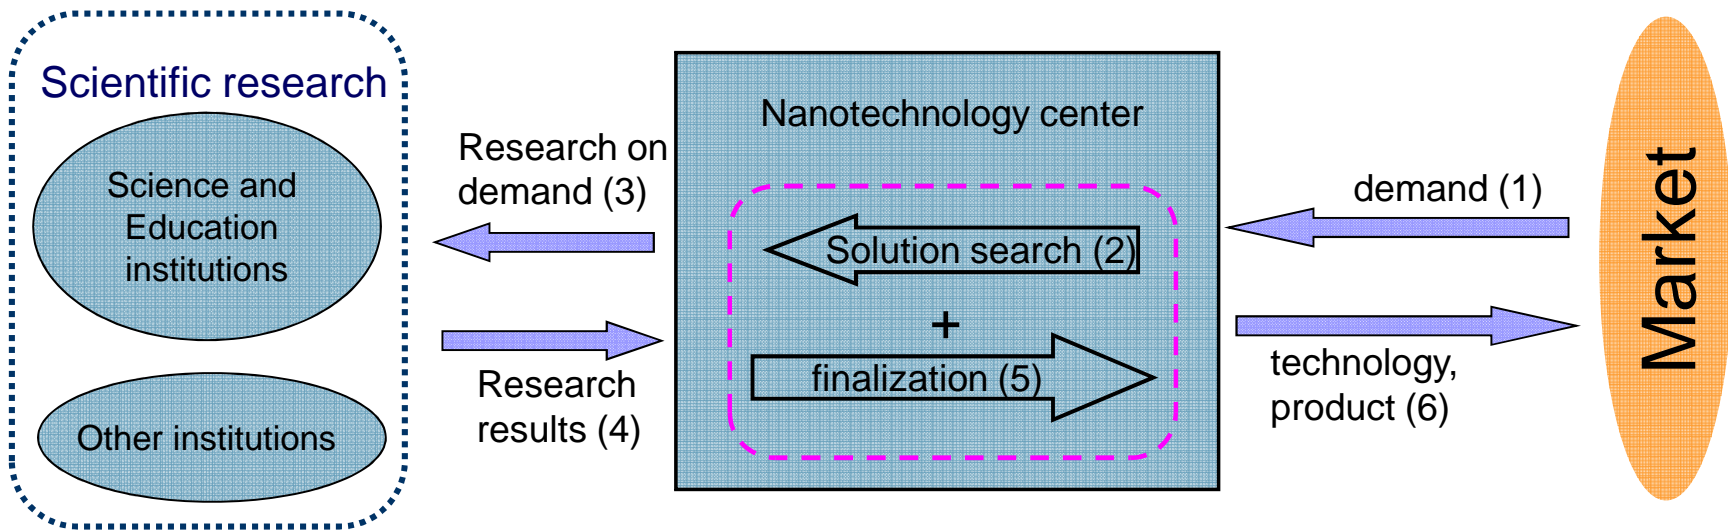 Scientific research
Science and
Education
institutions
Other institutions
Research on
demand (3)
Research
results (4)
Nanotechnology center
Solution search (2)
+
finalization (5)
demand (1)
technology,
product (6)
Market